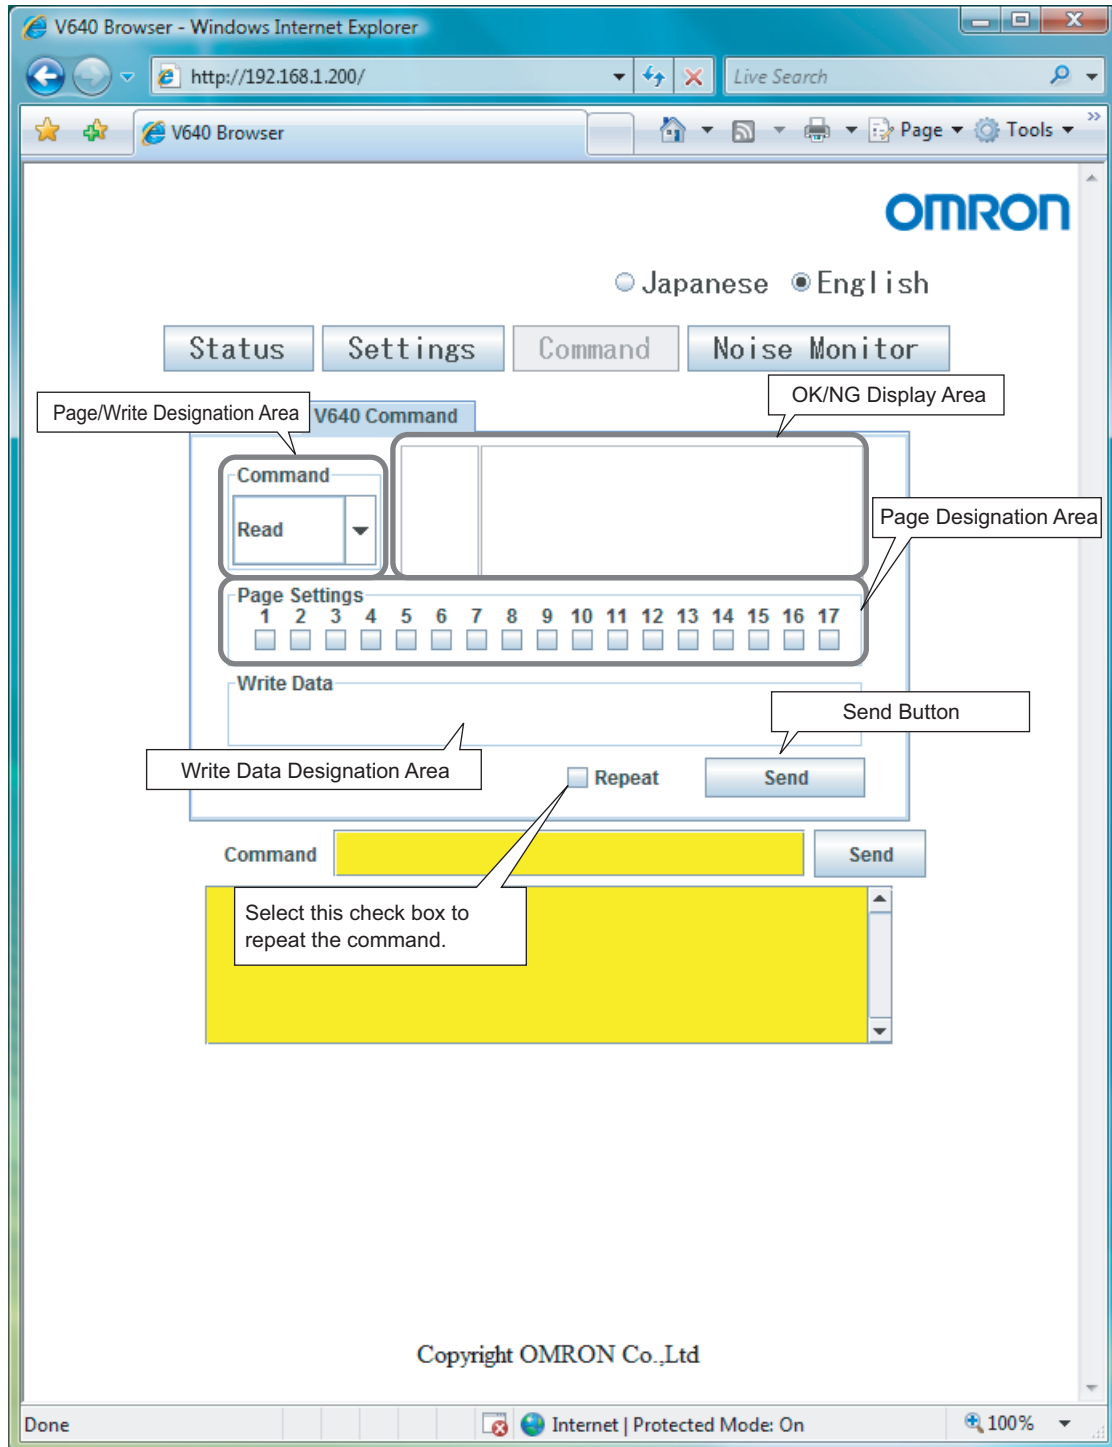 V640 Browser - Windows Internet Explorer
http://192.168.1.200/
Live Search
V640 Browser
Page
Tools
OMRON
Japanese English
Status Settings Command Noise Monitor
OK/NG Display Area
Page/Write Designation Area
V640 Command
Command
Read
Page Designation Area
Page Settings
1 2 3 4 5 6 7 8 9 10 11 12 13 14 15 16 17
Write Data
Send Button
Write Data Designation Area
Repeat Send
Command Send
Select this check box to
repeat the command.
Copyright OMRON Co.,Ltd
Done
Internet | Protected Mode: On
100%